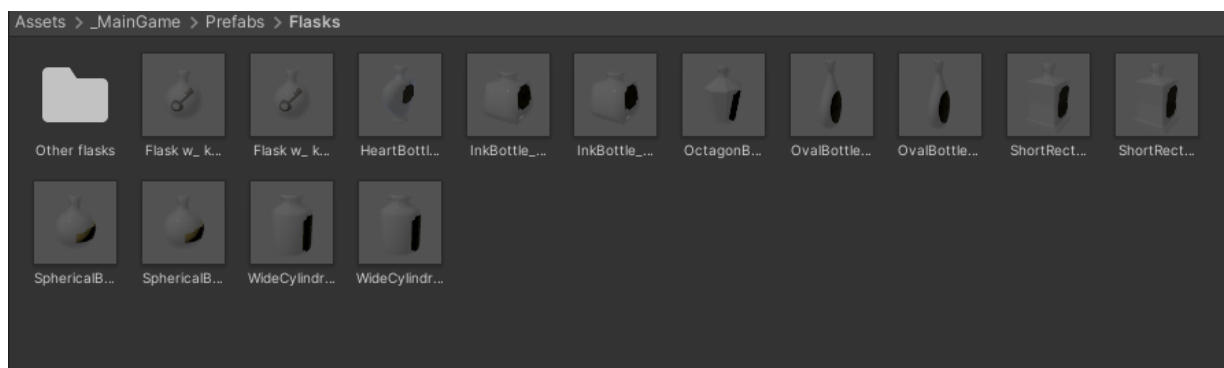 Assets > _MainGame > Prefabs > Flasks
Other flasks Flask w_ k... Flask w_ k... HeartBottl... InkBottle_... InkBottle_... OctagonB... OvalBottle... OvalBottle... ShortRect... ShortRect...
SphericalB... SphericalB... WideCylindr... WideCylindr...